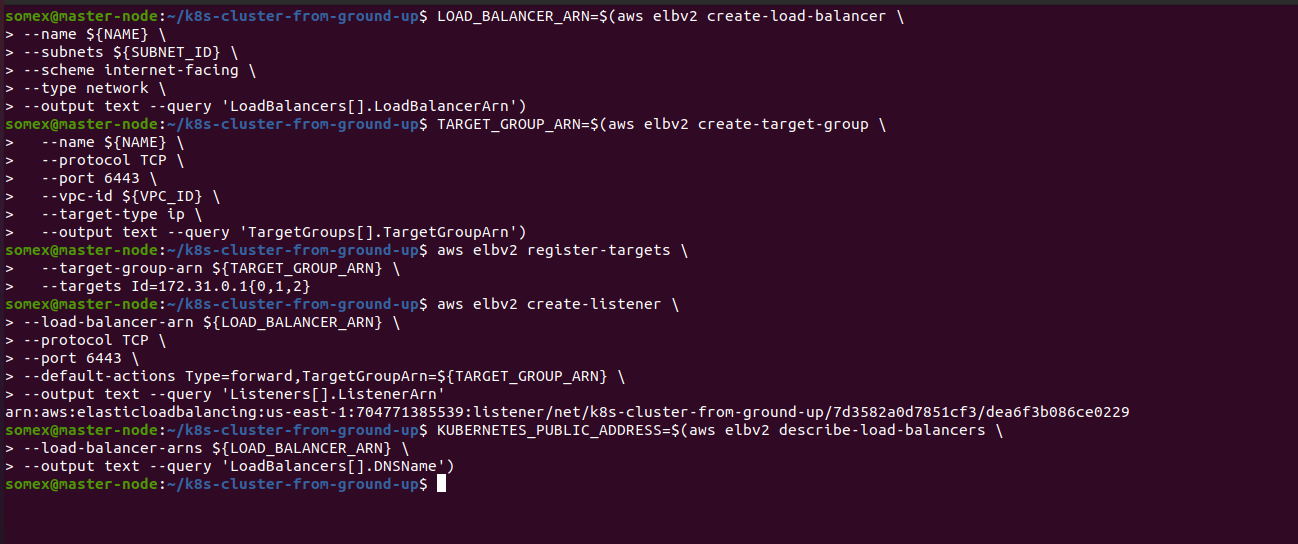 somex@master-node:~/k8s-cluster-from-ground-up$ LOAD_BALANCER_ARN=$(aws elbv2 create-load-balancer \
> --name ${NAME} \
> --subnets ${SUBNET_ID} \
> --scheme internet-facing \
> --type network \
> --output text --query 'LoadBalancers[].LoadBalancerArn')
somex@master-node:~/k8s-cluster-from-ground-up$ TARGET_GROUP_ARN=$(aws elbv2 create-target-group \
>   --name ${NAME} \
>   --protocol TCP \
>   --port 6443 \
>   --vpc-id ${VPC_ID} \
>   --target-type ip \
>   --output text --query 'TargetGroups[].TargetGroupArn')
somex@master-node:~/k8s-cluster-from-ground-up$ aws elbv2 register-targets \
>   --target-group-arn ${TARGET_GROUP_ARN} \
>   --targets Id=172.31.0.1{0,1,2}
somex@master-node:~/k8s-cluster-from-ground-up$ aws elbv2 create-listener \
> --load-balancer-arn ${LOAD_BALANCER_ARN} \
> --protocol TCP \
> --port 6443 \
> --default-actions Type=forward,TargetGroupArn=${TARGET_GROUP_ARN} \
> --output text --query 'Listeners[].ListenerArn'
arn:aws:elasticloadbalancing:us-east-1:704771385539:listener/net/k8s-cluster-from-ground-up/7d3582a0d7851cf3/dea6f3b086ce0229
somex@master-node:~/k8s-cluster-from-ground-up$ KUBERNETES_PUBLIC_ADDRESS=$(aws elbv2 describe-load-balancers \
> --load-balancer-arns ${LOAD_BALANCER_ARN} \
> --output text --query 'LoadBalancers[].DNSName')
somex@master-node:~/k8s-cluster-from-ground-up$